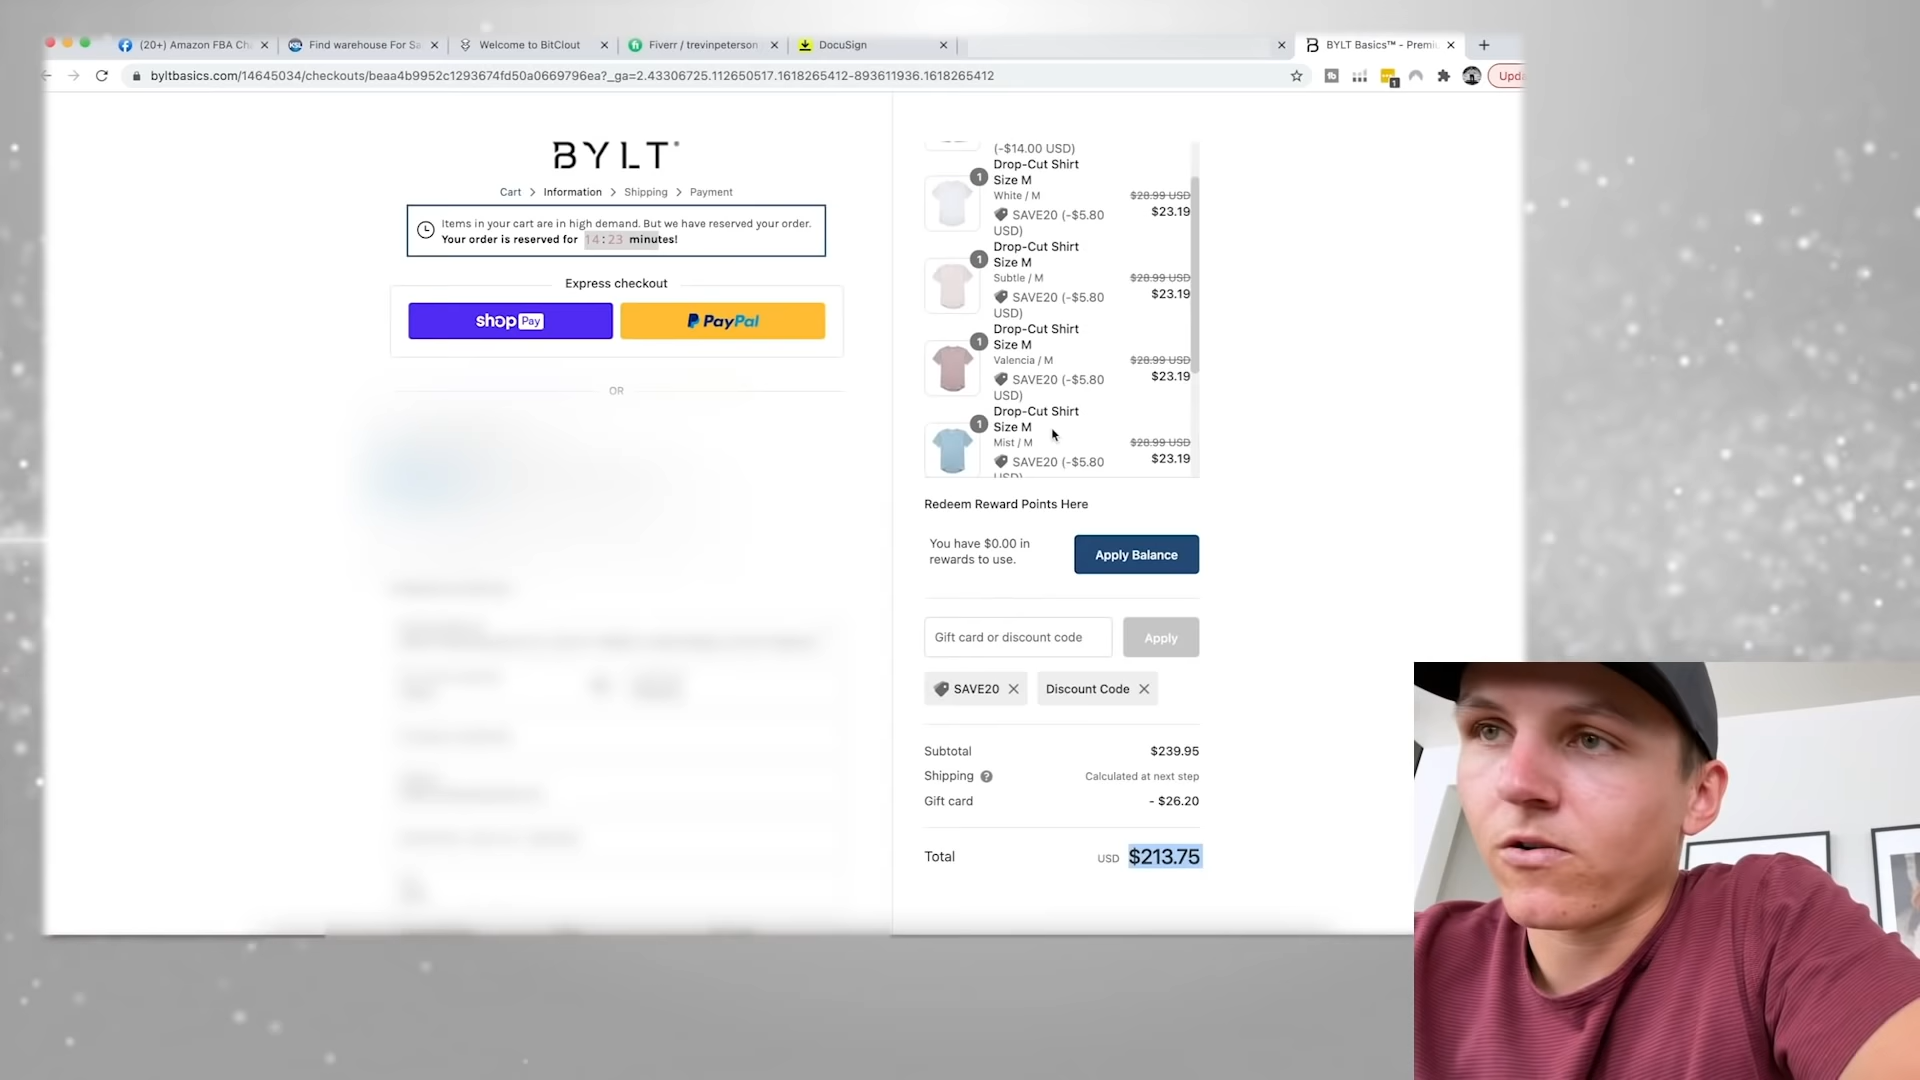 (20+) Amazon FBA Ch
Find warehouse For Sa
Welcome to BitClout
Fiverr / trevinpeterson
DocuSign
BYLT Basics™ - Premi
byltbasics.com/14645034/checkouts/beaa4b9952c1293674fd50a0669796ea?_ga=2.43306725.112650517.1618265412-893611936.1618265412
1
Upd
BYLT
Cart > Information > Shipping > Payment
Items in your cart are in high demand. But we have reserved your order.
Your order is reserved for 14:23 minutes!
Express checkout
shop Pay
PayPal
OR
(-$14.00 USD)
1
Drop-Cut Shirt
Size M
White / M
SAVE20 (-$5.80
USD)
$28.99 USD
$23.19
1
Drop-Cut Shirt
Size M
Subtle / M
SAVE20 (-$5.80
USD)
$28.99 USD
$23.19
1
Drop-Cut Shirt
Size M
Valencia / M
SAVE20 (-$5.80
USD)
$28.99 USD
$23.19
1
Drop-Cut Shirt
Size M
Mist / M
SAVE20 (-$5.80
USD)
$28.99 USD
$23.19
Redeem Reward Points Here
You have $0.00 in
rewards to use.
Apply Balance
Gift card or discount code
Apply
SAVE20
Discount Code
Subtotal $239.95
Shipping ? Calculated at next step
Gift card - $26.20
Total USD $213.75